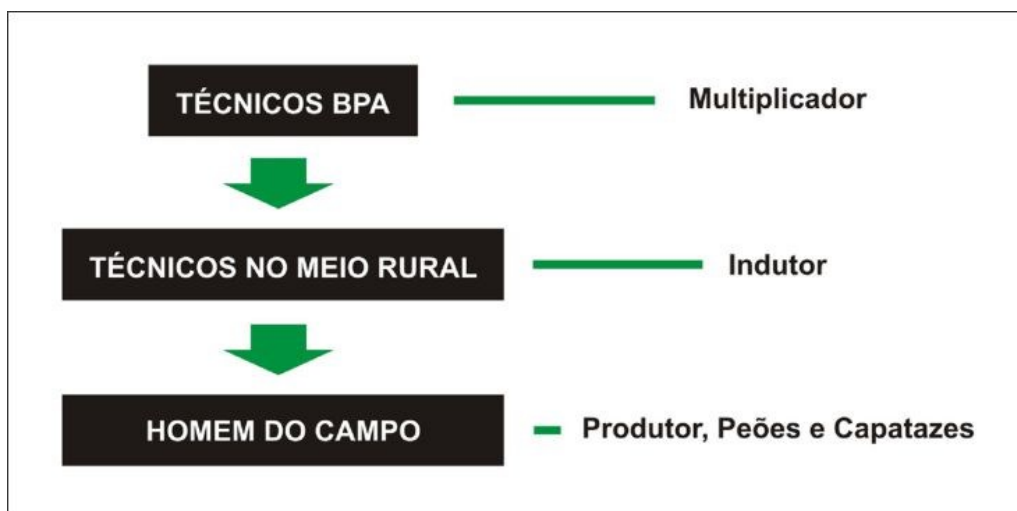 TÉCNICOS BPA
Multiplicador
TÉCNICOS NO MEIO RURAL
Indutor
HOMEM DO CAMPO
Produtor, Peões e Capatazes